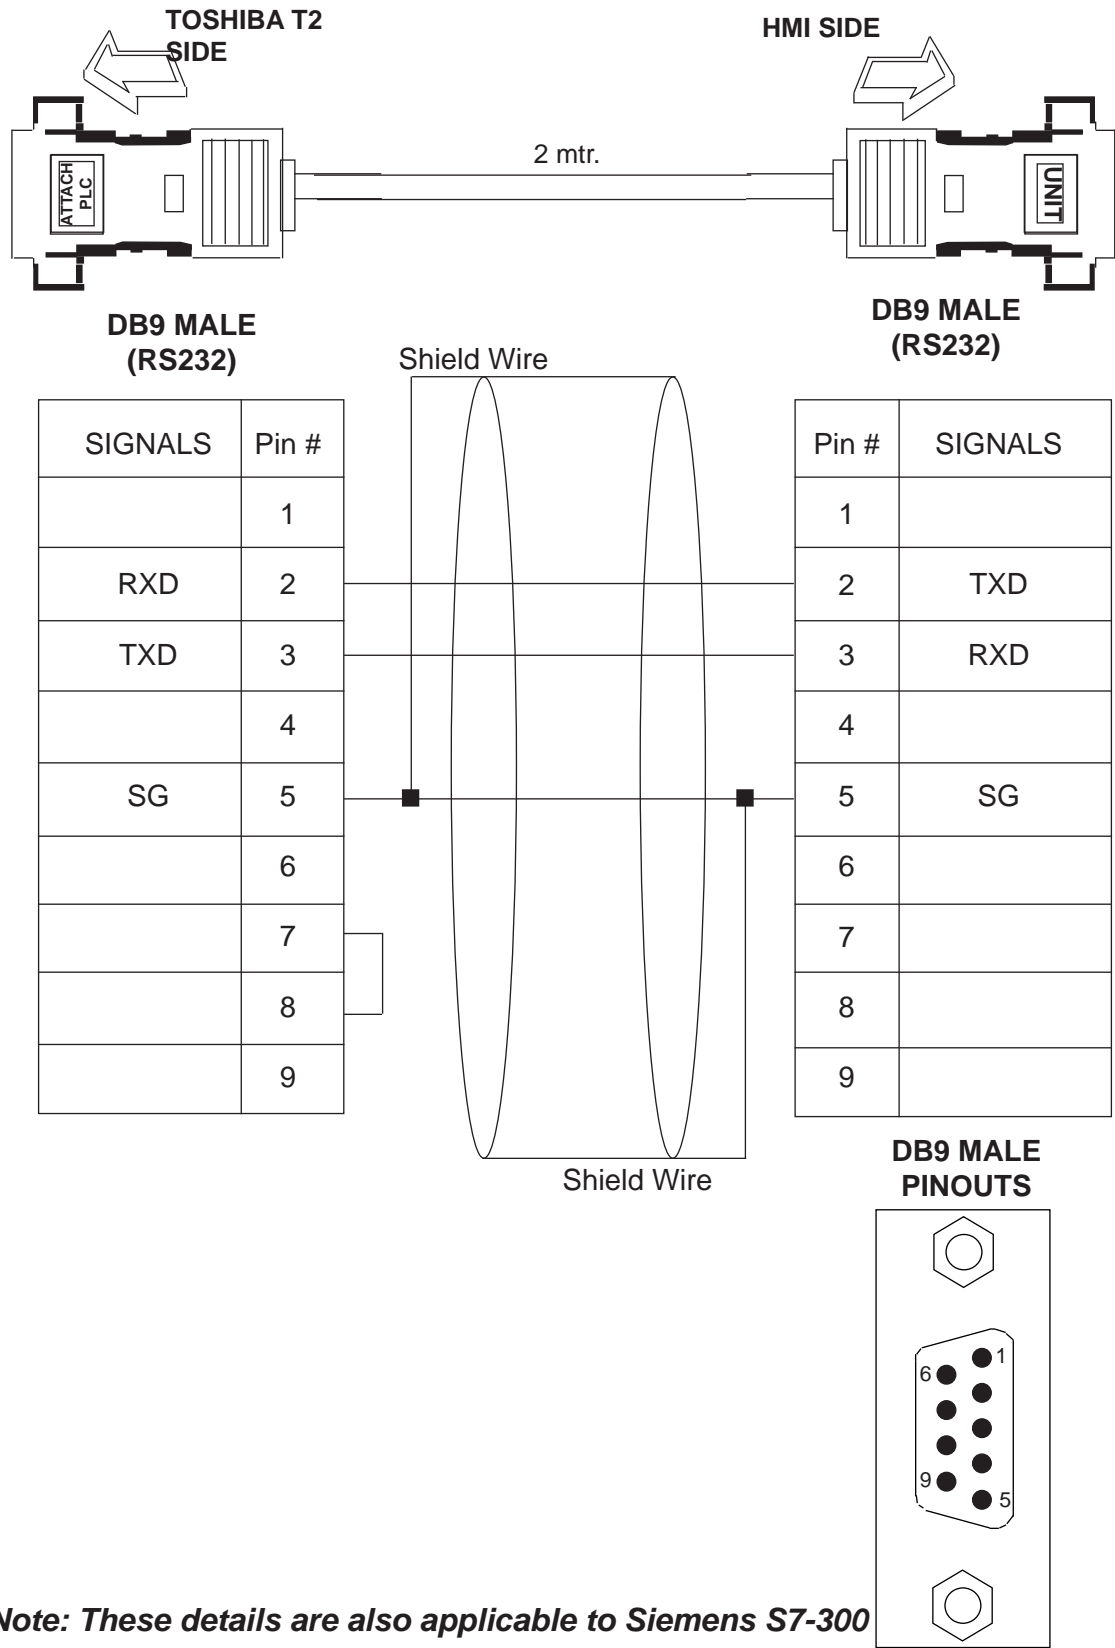 TOSHIBA T2
SIDE
HMI SIDE
2 mtr.
ATTACH
PLC
UNIT
DB9 MALE
(RS232)
DB9 MALE
(RS232)
Shield Wire
SIGNALS Pin #
1
RXD 2
TXD 3
4
SG 5
6
7
8
9
Pin # SIGNALS
1
2 TXD
3 RXD
4
5 SG
6
7
8
9
Shield Wire
DB9 MALE
PINOUTS
1
6
9
5
Note: These details are also applicable to Siemens S7-300